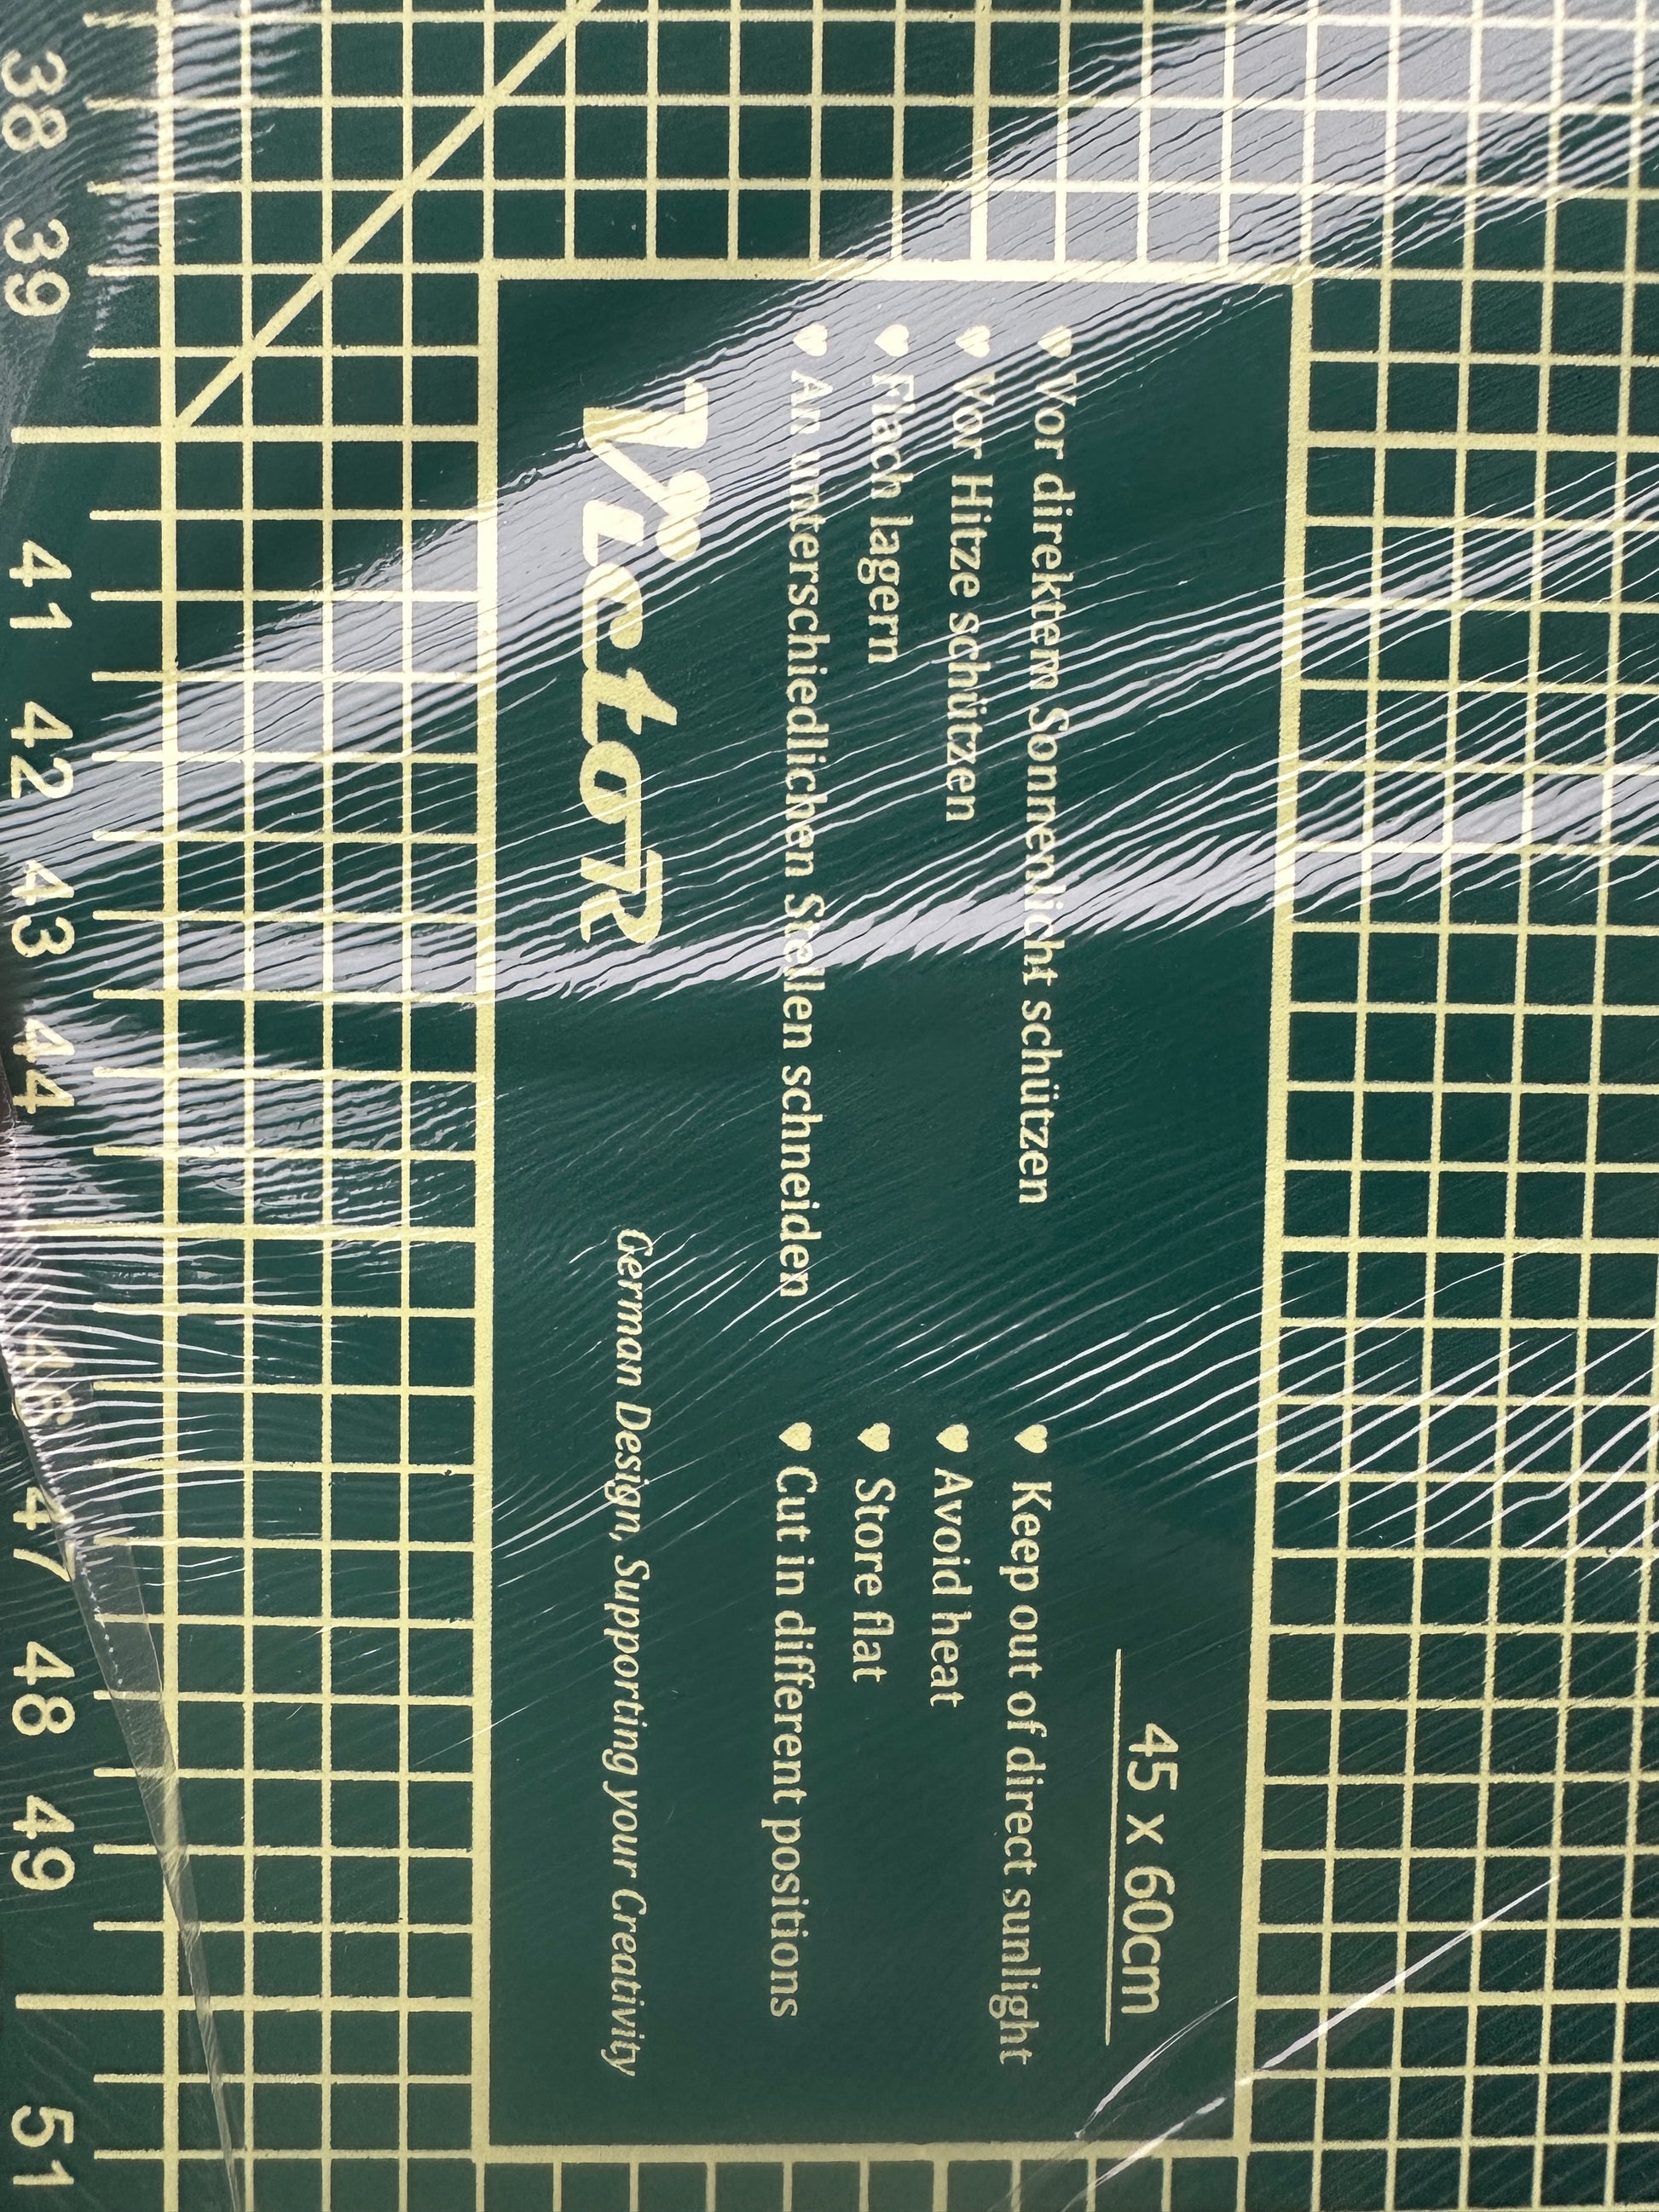 45 x 60cm
♥ Vor direktem Sonnenlicht schützen
♥ Vor Hitze schützen
♥ Flach lagern
♥ An unterschiedlichen Stellen schneiden
♥ Keep out of direct sunlight
♥ Avoid heat
♥ Store flat
♥ Cut in different positions
VictoR
German Design, Supporting your Creativity
38 39 41 42 43 44 46 47 48 49 51